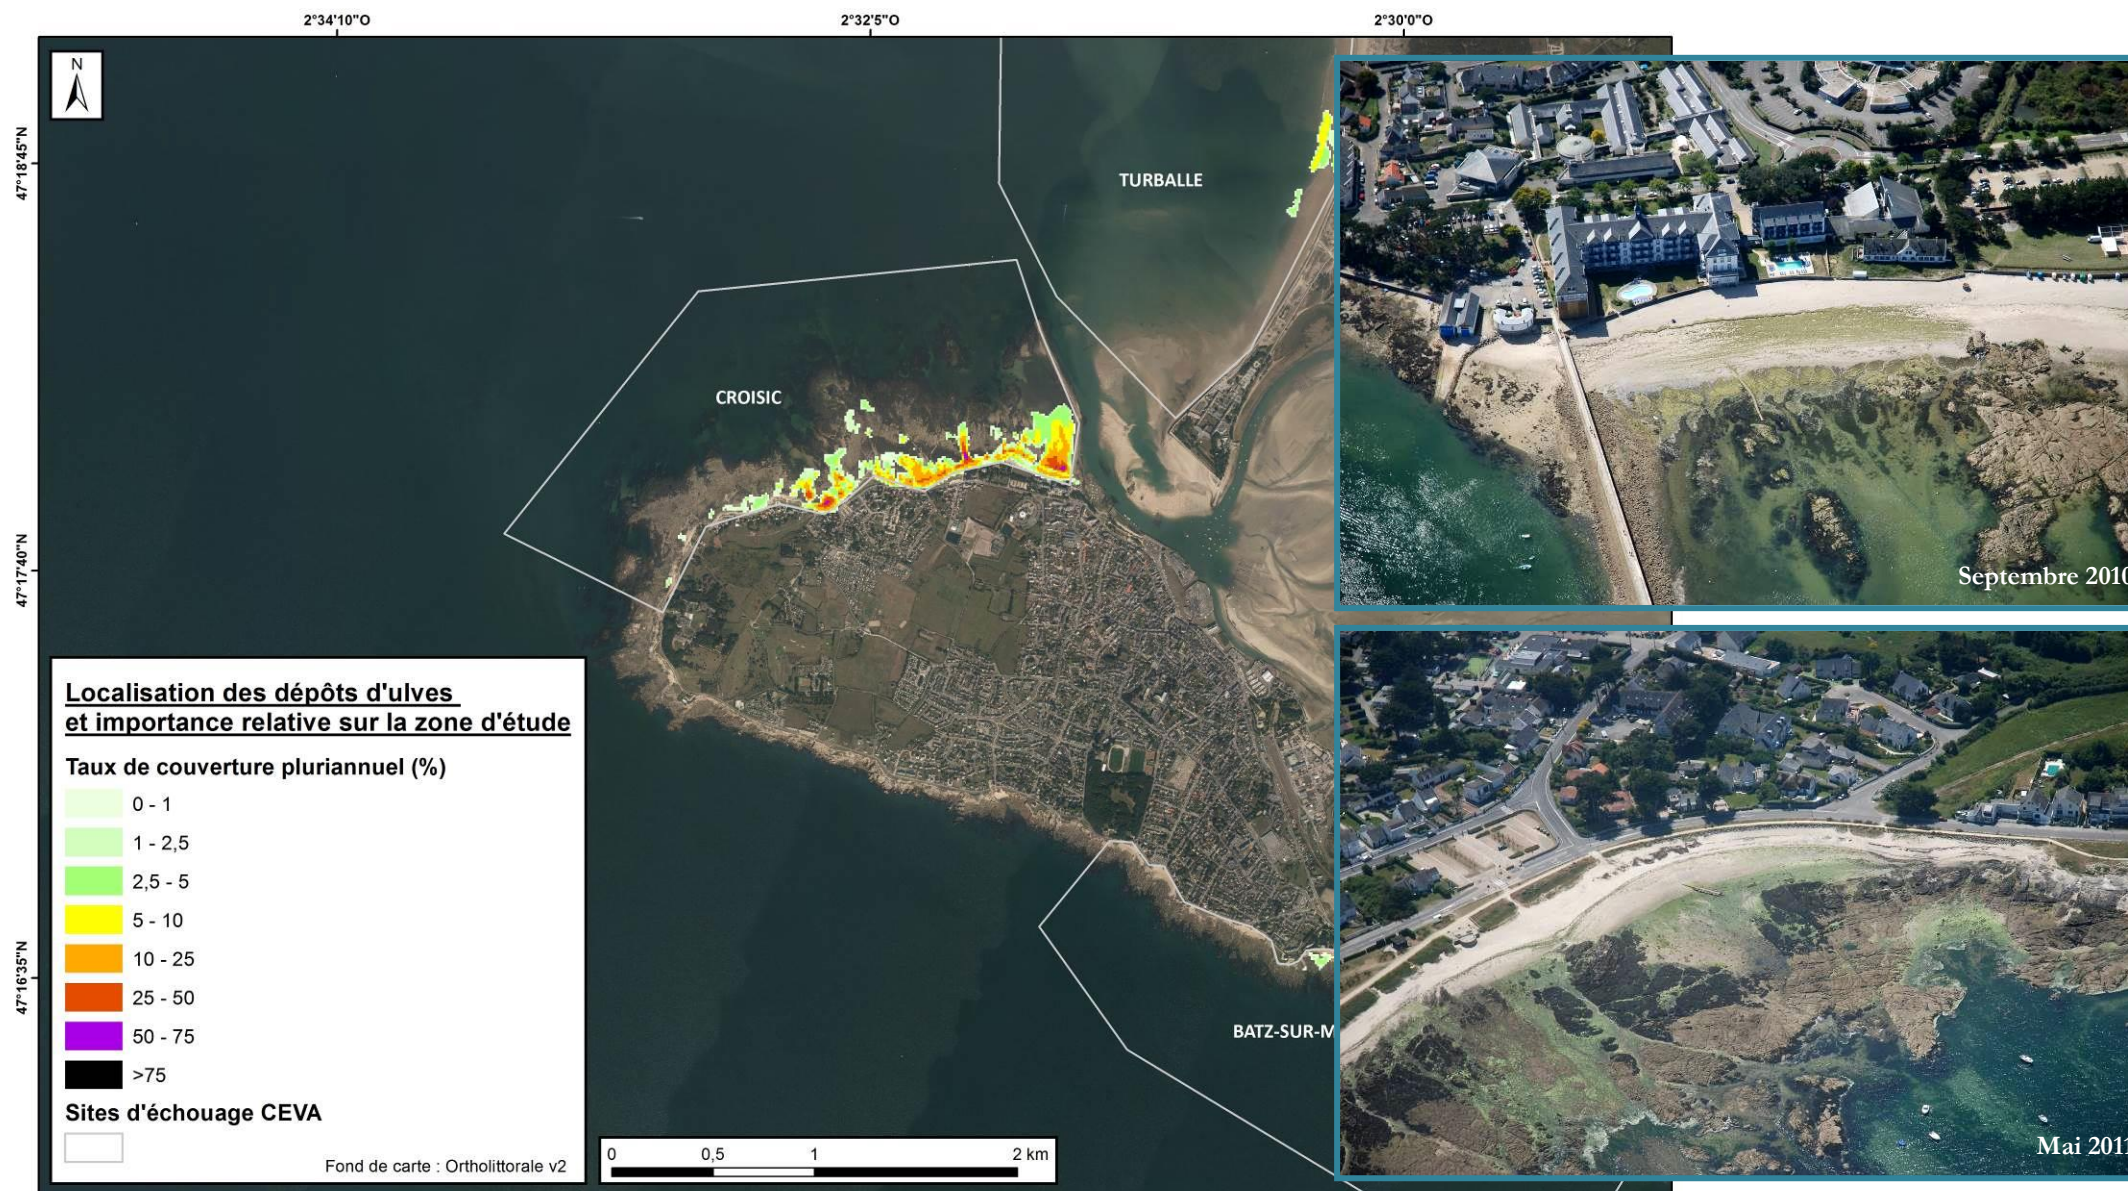 2°34'10"O
2°32'5"O
2°30'0"O
N
47°18'45"N
TURBALLE
CROISIC
47°17'40"N
Septembre 2010
Localisation des dépôts d'ulves
et importance relative sur la zone d'étude
Taux de couverture pluriannuel (%)
0 - 1
1 - 2,5
2,5 - 5
5 - 10
10 - 25
25 - 50
50 - 75
>75
Sites d'échouage CEVA
Fond de carte : Ortholittorale v2
47°16'35"N
BATZ-SUR-M
0 0,5 1 2 km
Mai 2011